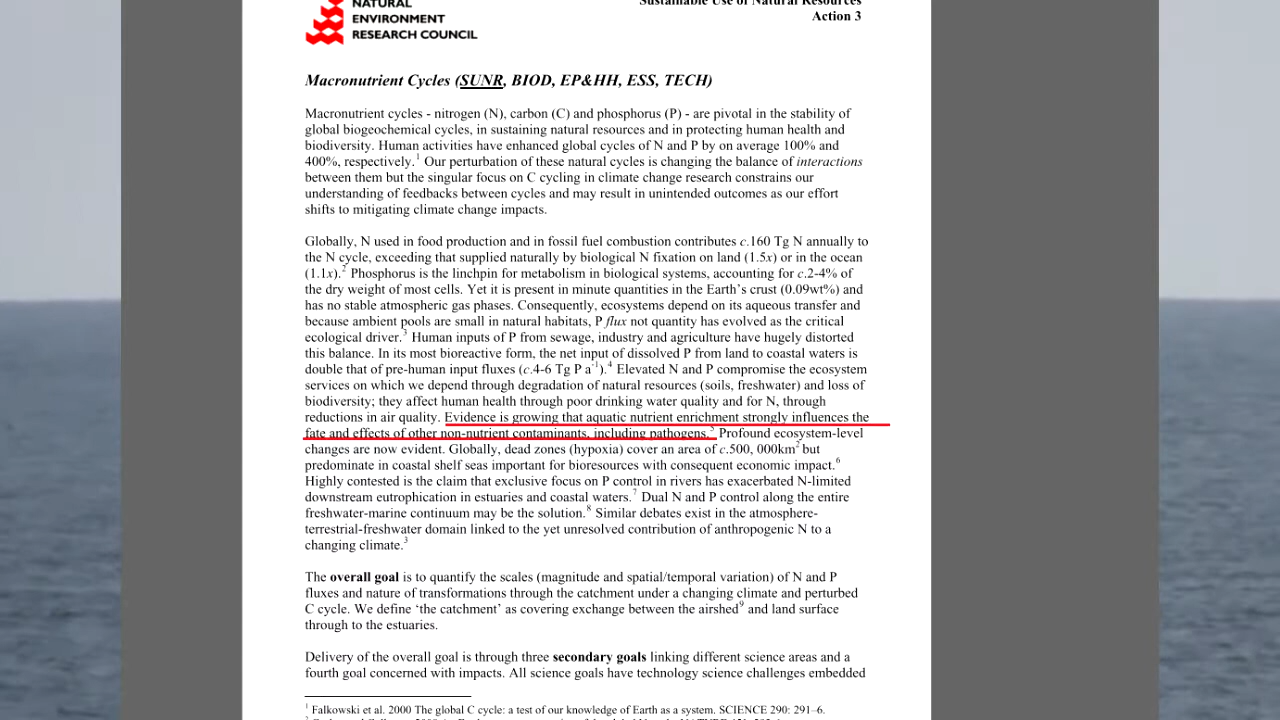 NATURAL
ENVIRONMENT
RESEARCH COUNCIL
Sustainable Use of Natural Resources
Action 3
Macronutrient Cycles (SUNR, BIOD, EP&HH, ESS, TECH)
Macronutrient cycles - nitrogen (N), carbon (C) and phosphorus (P) - are pivotal in the stability of
global biogeochemical cycles, in sustaining natural resources and in protecting human health and
biodiversity. Human activities have enhanced global cycles of N and P by on average 100% and
400%, respectively.1 Our perturbation of these natural cycles is changing the balance of interactions
between them but the singular focus on C cycling in climate change research constrains our
understanding of feedbacks between cycles and may result in unintended outcomes as our effort
shifts to mitigating climate change impacts.
Globally, N used in food production and in fossil fuel combustion contributes c.160 Tg N annually to
the N cycle, exceeding that supplied naturally by biological N fixation on land (1.5x) or in the ocean
(1.1x).2 Phosphorus is the linchpin for metabolism in biological systems, accounting for c.2-4% of
the dry weight of most cells. Yet it is present in minute quantities in the Earth's crust (0.09wt%) and
has no stable atmospheric gas phases. Consequently, ecosystems depend on its aqueous transfer and
because ambient pools are small in natural habitats, P flux not quantity has evolved as the critical
ecological driver.3 Human inputs of P from sewage, industry and agriculture have hugely distorted
this balance. In its most bioreactive form, the net input of dissolved P from land to coastal waters is
double that of pre-human input fluxes (c.4-6 Tg P a-1).4 Elevated N and P compromise the ecosystem
services on which we depend through degradation of natural resources (soils, freshwater) and loss of
biodiversity; they affect human health through poor drinking water quality and for N, through
reductions in air quality. Evidence is growing that aquatic nutrient enrichment strongly influences the
fate and effects of other non-nutrient contaminants, including pathogens.5 Profound ecosystem-level
changes are now evident. Globally, dead zones (hypoxia) cover an area of c.500, 000km2 but
predominate in coastal shelf seas important for bioresources with consequent economic impact.6
Highly contested is the claim that exclusive focus on P control in rivers has exacerbated N-limited
downstream eutrophication in estuaries and coastal waters.7 Dual N and P control along the entire
freshwater-marine continuum may be the solution.8 Similar debates exist in the atmosphere-
terrestrial-freshwater domain linked to the yet unresolved contribution of anthropogenic N to a
changing climate.3
The overall goal is to quantify the scales (magnitude and spatial/temporal variation) of N and P
fluxes and nature of transformations through the catchment under a changing climate and perturbed
C cycle. We define 'the catchment' as covering exchange between the airshed9 and land surface
through to the estuaries.
Delivery of the overall goal is through three secondary goals linking different science areas and a
fourth goal concerned with impacts. All science goals have technology science challenges embedded
1 Falkowski et al. 2000 The global C cycle: a test of our knowledge of Earth as a system. SCIENCE 290: 291–6.